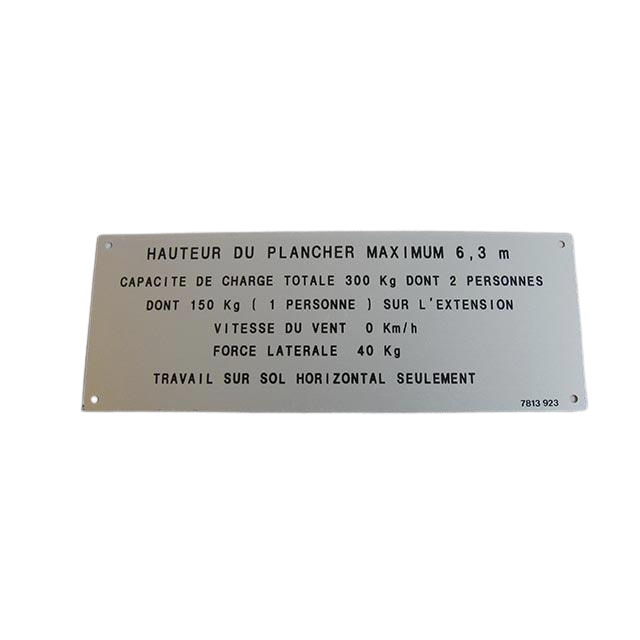 HAUTEUR DU PLANCHER MAXIMUM 6,3 m
CAPACITE DE CHARGE TOTALE 300 Kg DONT 2 PERSONNES
DONT 150 Kg ( 1 PERSONNE ) SUR L'EXTENSION
VITESSE DU VENT 0 Km/h
FORCE LATERALE 40 Kg
TRAVAIL SUR SOL HORIZONTAL SEULEMENT
7813 923